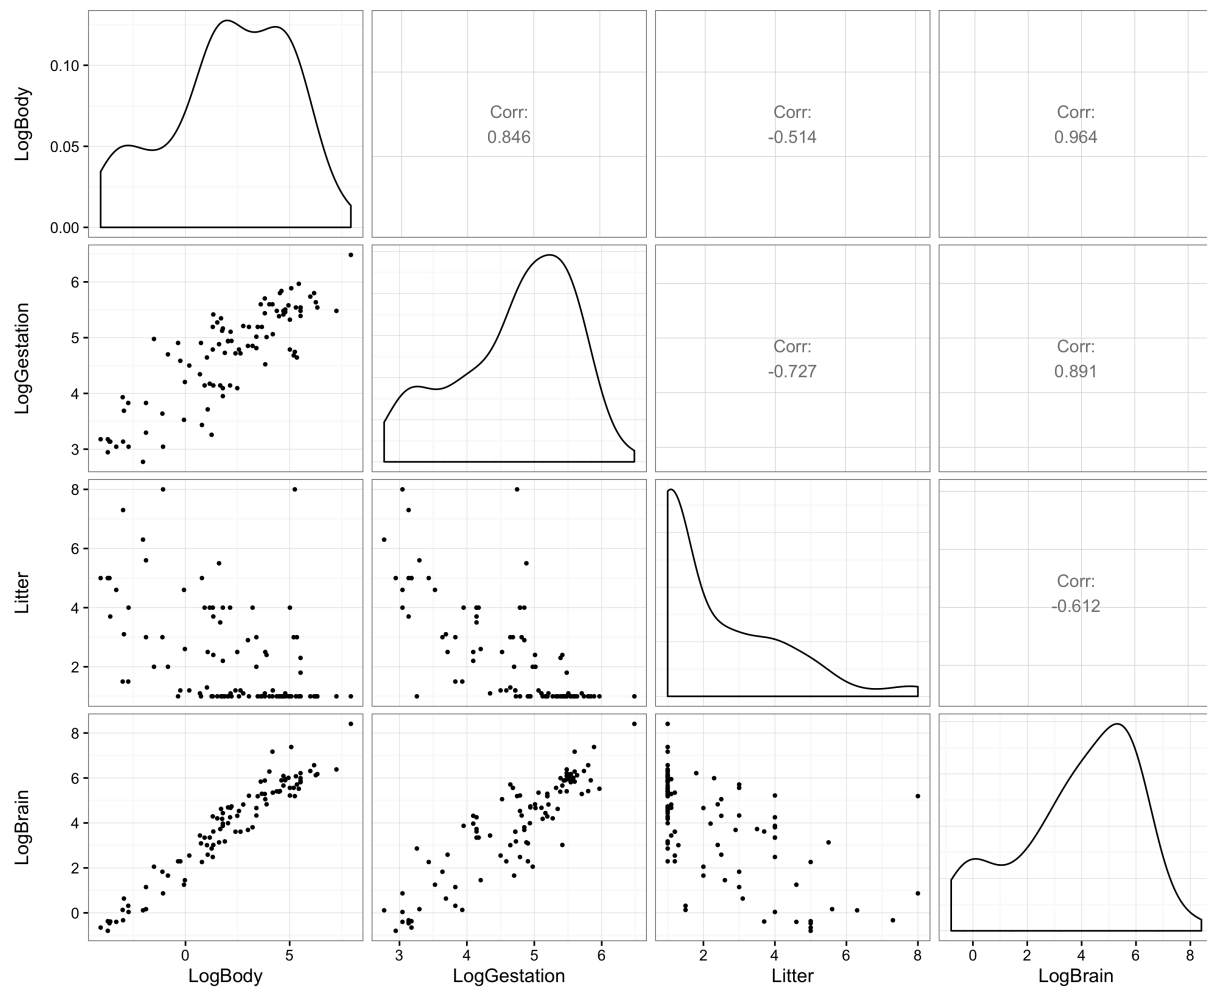 LogBody
0.10
0.05
0.00
Corr:
0.846
Corr:
-0.514
Corr:
0.964
LogGestation
6
5
4
3
Corr:
-0.727
Corr:
0.891
Litter
8
6
4
2
Corr:
-0.612
LogBrain
8
6
4
2
0
0 5
3 4 5 6
2 4 6 8
0 2 4 6 8
LogBody LogGestation Litter LogBrain